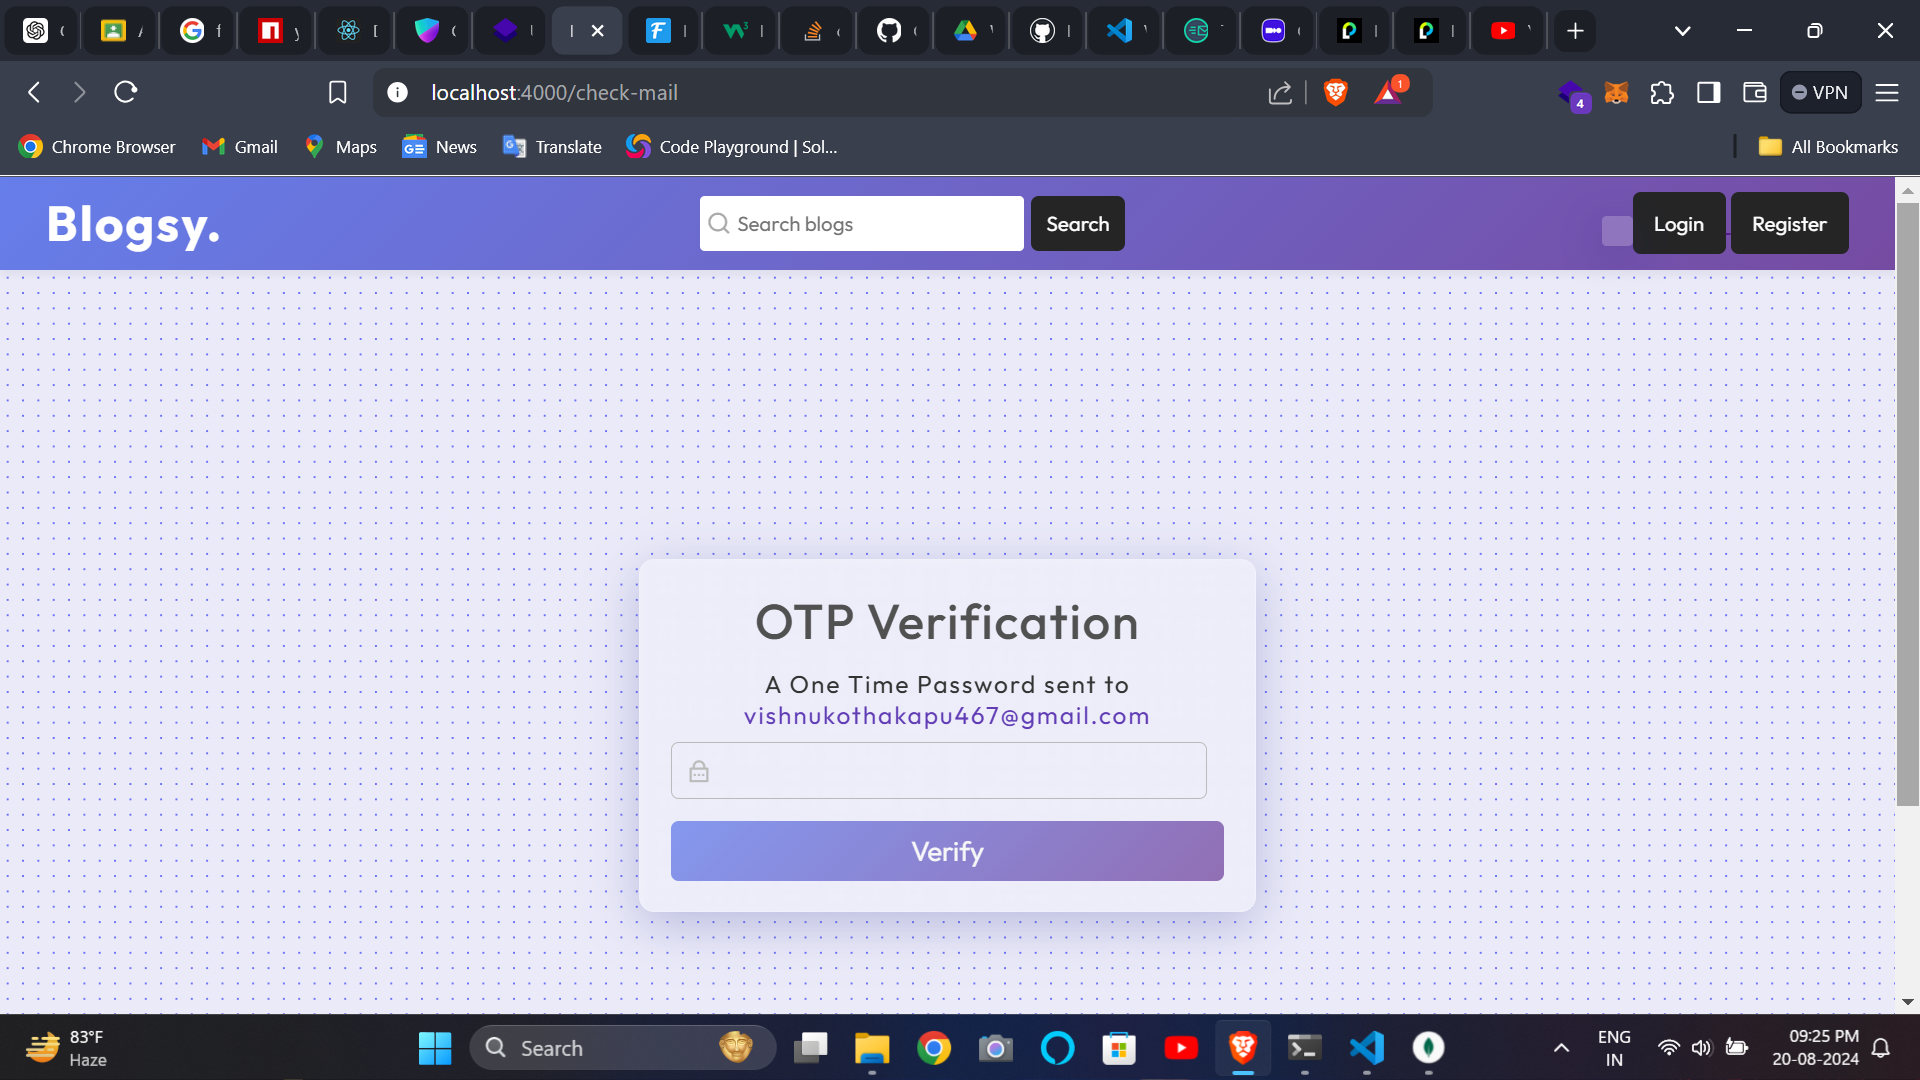 localhost:4000/check-mail
1
4
VPN
Chrome Browser
Gmail
Maps
News
Translate
Code Playground | Sol...
All Bookmarks
Blogsy.
Search blogs
Search
Login
Register
OTP Verification
A One Time Password sent to
vishnukothakapu467@gmail.com
Verify
83°F
Haze
Search
ENG
IN
09:25 PM
20-08-2024